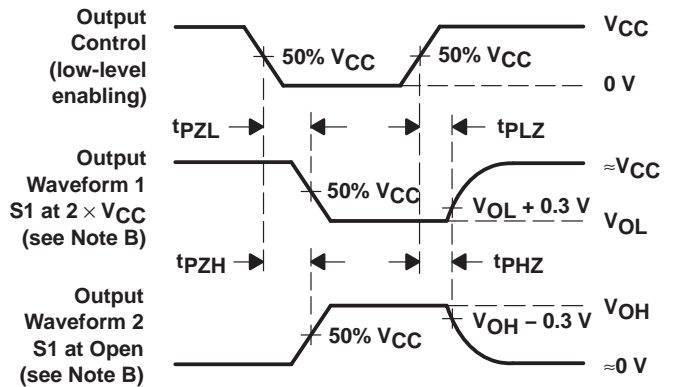 Output
Control
(low-level
enabling)
50% VCC
50% VCC
VCC
0 V
tPZL
tPLZ
Output
Waveform 1
S1 at 2 × VCC
(see Note B)
50% VCC
VOL + 0.3 V
≈VCC
VOL
tPZH
tPHZ
Output
Waveform 2
S1 at Open
(see Note B)
50% VCC
VOH − 0.3 V
VOH
≈0 V